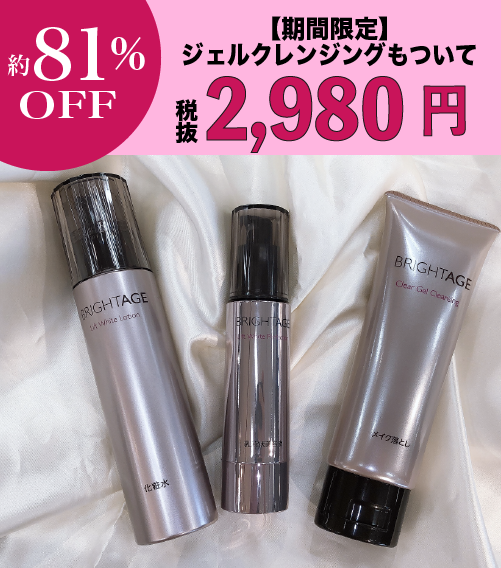 約81%
OFF
【期間限定】
ジェルクレンジングもついて
税抜2,980円
BRIGHTAGE
White Lotion
化粧水
BRIGHTAGE
BRIGHTAGE
Clear Gel Cleansing
メイク落とし